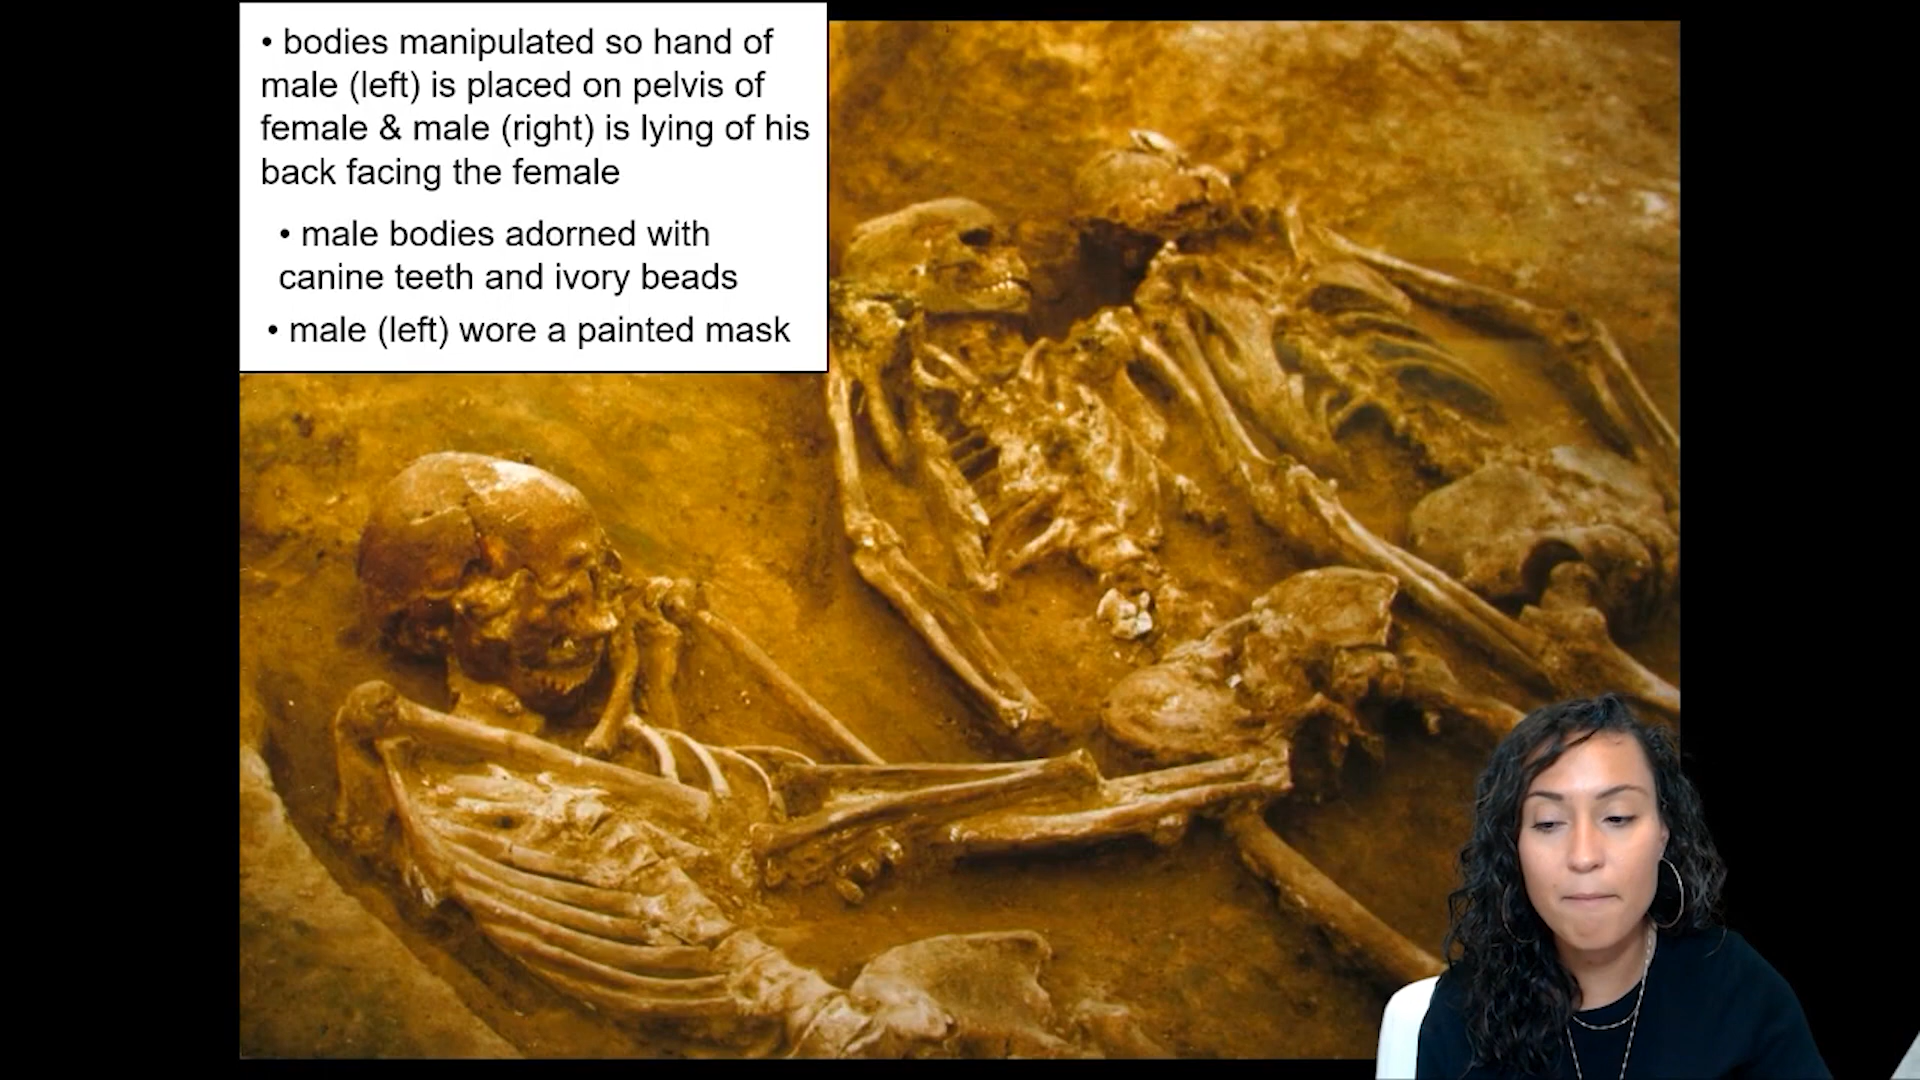 • bodies manipulated so hand of
male (left) is placed on pelvis of
female & male (right) is lying of his
back facing the female
• male bodies adorned with
canine teeth and ivory beads
• male (left) wore a painted mask